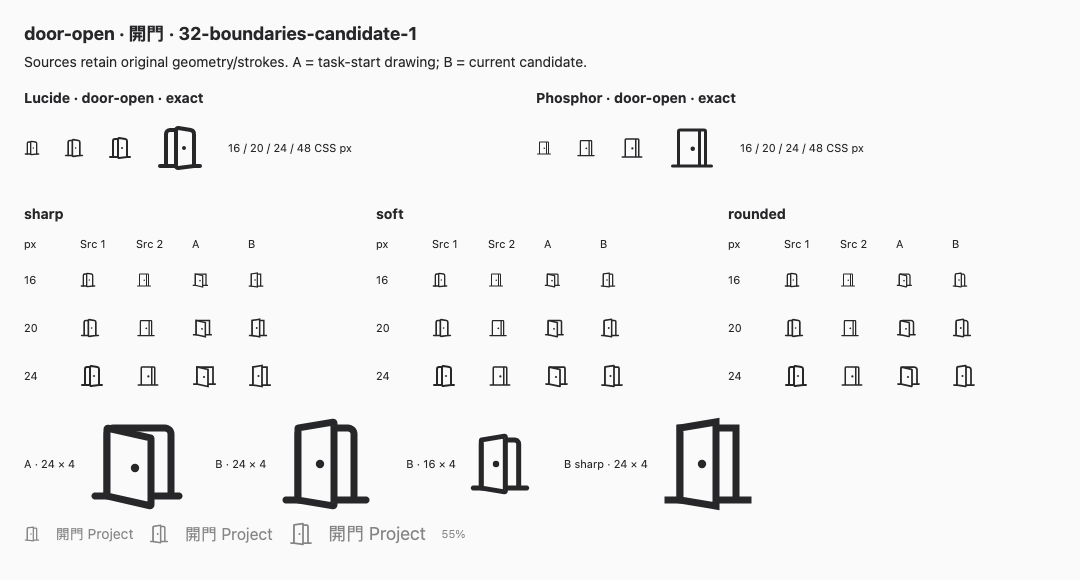 door-open · 開門 · 32-boundaries-candidate-1
Sources retain original geometry/strokes. A = task-start drawing; B = current candidate.
Lucide · door-open · exact
Phosphor · door-open · exact
16 / 20 / 24 / 48 CSS px
16 / 20 / 24 / 48 CSS px
sharp
soft
rounded
px Src 1 Src 2 A B
px Src 1 Src 2 A B
px Src 1 Src 2 A B
16
16
16
20
20
20
24
24
24
A · 24 × 4
B · 24 × 4
B · 16 × 4
B sharp · 24 × 4
開門 Project
開門 Project
開門 Project
55%